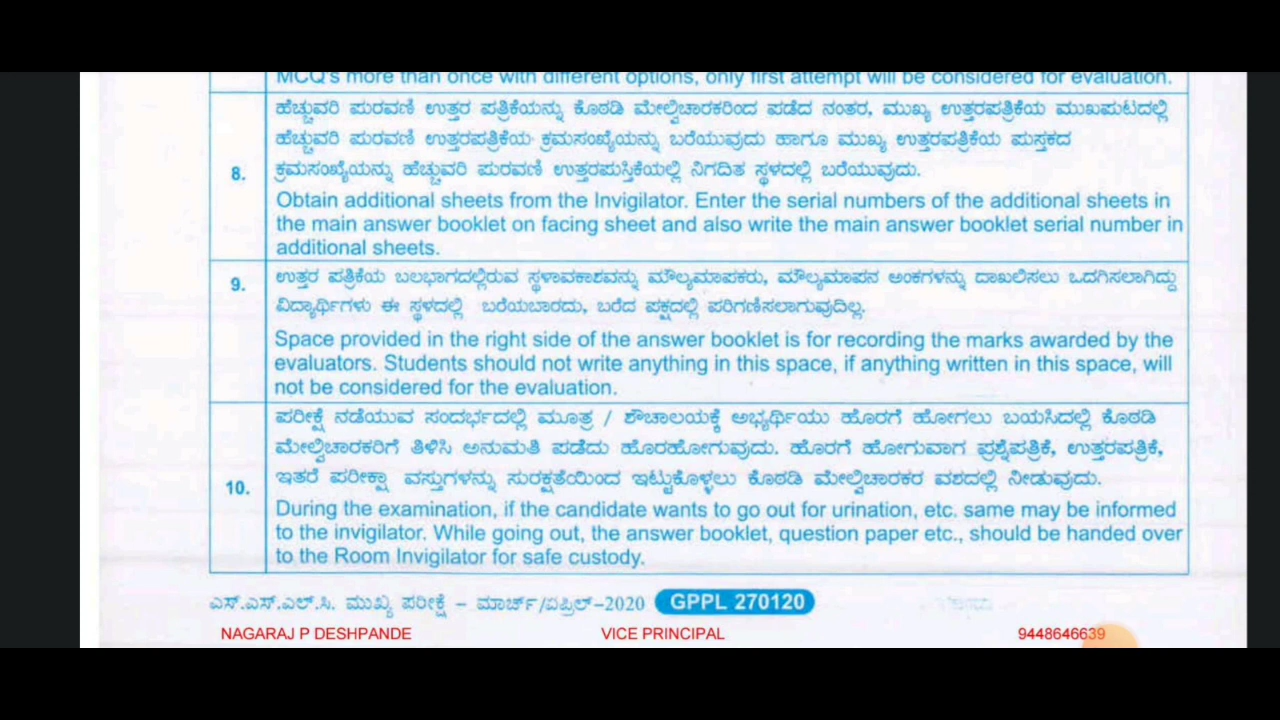 MCQ's more than once with different options, only first attempt will be considered for evaluation.
ಹೆಚ್ಚುವರಿ ಪುರವಣಿ ಉತ್ತರ ಪತ್ರಿಕೆಯನ್ನು ಕೊಠಡಿ ಮೇಲ್ವಿಚಾರಕರಿಂದ ಪಡೆದ ನಂತರ, ಮುಖ್ಯ ಉತ್ತರಪತ್ರಿಕೆಯ ಮುಖಪುಟದಲ್ಲಿ
ಹೆಚ್ಚುವರಿ ಪುರವಣಿ ಉತ್ತರಪತ್ರಿಕೆಯ ಕ್ರಮಸಂಖ್ಯೆಯನ್ನು ಬರೆಯುವುದು ಹಾಗೂ ಮುಖ್ಯ ಉತ್ತರಪತ್ರಿಕೆಯ ಪುಸ್ತಕದ
8. ಕ್ರಮಸಂಖ್ಯೆಯನ್ನು ಹೆಚ್ಚುವರಿ ಪುರವಣಿ ಉತ್ತರಪುಸ್ತಿಕೆಯಲ್ಲಿ ನಿಗದಿತ ಸ್ಥಳದಲ್ಲಿ ಬರೆಯುವುದು.
Obtain additional sheets from the Invigilator. Enter the serial numbers of the additional sheets in
the main answer booklet on facing sheet and also write the main answer booklet serial number in
additional sheets.
9. ಉತ್ತರ ಪತ್ರಿಕೆಯ ಬಲಭಾಗದಲ್ಲಿರುವ ಸ್ಥಳಾವಕಾಶವನ್ನು ಮೌಲ್ಯಮಾಪಕರು, ಮೌಲ್ಯಮಾಪನ ಅಂಕಗಳನ್ನು ದಾಖಲಿಸಲು ಒದಗಿಸಲಾಗಿದ್ದು
ವಿದ್ಯಾರ್ಥಿಗಳು ಈ ಸ್ಥಳದಲ್ಲಿ ಬರೆಯಬಾರದು, ಬರೆದ ಪಕ್ಷದಲ್ಲಿ ಪರಿಗಣಿಸಲಾಗುವುದಿಲ್ಲ.
Space provided in the right side of the answer booklet is for recording the marks awarded by the
evaluators. Students should not write anything in this space, if anything written in this space, will
not be considered for the evaluation.
ಪರೀಕ್ಷೆ ನಡೆಯುವ ಸಂದರ್ಭದಲ್ಲಿ ಮೂತ್ರ / ಶೌಚಾಲಯಕ್ಕೆ ಅಭ್ಯರ್ಥಿಯು ಹೊರಗೆ ಹೋಗಲು ಬಯಸಿದಲ್ಲಿ ಕೊಠಡಿ
ಮೇಲ್ವಿಚಾರಕರಿಗೆ ತಿಳಿಸಿ ಅನುಮತಿ ಪಡೆದು ಹೊರಹೋಗುವುದು. ಹೊರಗೆ ಹೋಗುವಾಗ ಪ್ರಶ್ನೆಪತ್ರಿಕೆ, ಉತ್ತರಪತ್ರಿಕೆ,
10. ಇತರೆ ಪರೀಕ್ಷಾ ವಸ್ತುಗಳನ್ನು ಸುರಕ್ಷತೆಯಿಂದ ಇಟ್ಟುಕೊಳ್ಳಲು ಕೊಠಡಿ ಮೇಲ್ವಿಚಾರಕರ ವಶದಲ್ಲಿ ನೀಡುವುದು.
During the examination, if the candidate wants to go out for urination, etc. same may be informed
to the invigilator. While going out, the answer booklet, question paper etc., should be handed over
to the Room Invigilator for safe custody.
ಎಸ್.ಎಸ್.ಎಲ್.ಸಿ. ಮುಖ್ಯ ಪರೀಕ್ಷೆ – ಮಾರ್ಚ್/ಏಪ್ರಿಲ್–2020 GPPL 270120
NAGARAJ P DESHPANDE VICE PRINCIPAL 9448646639